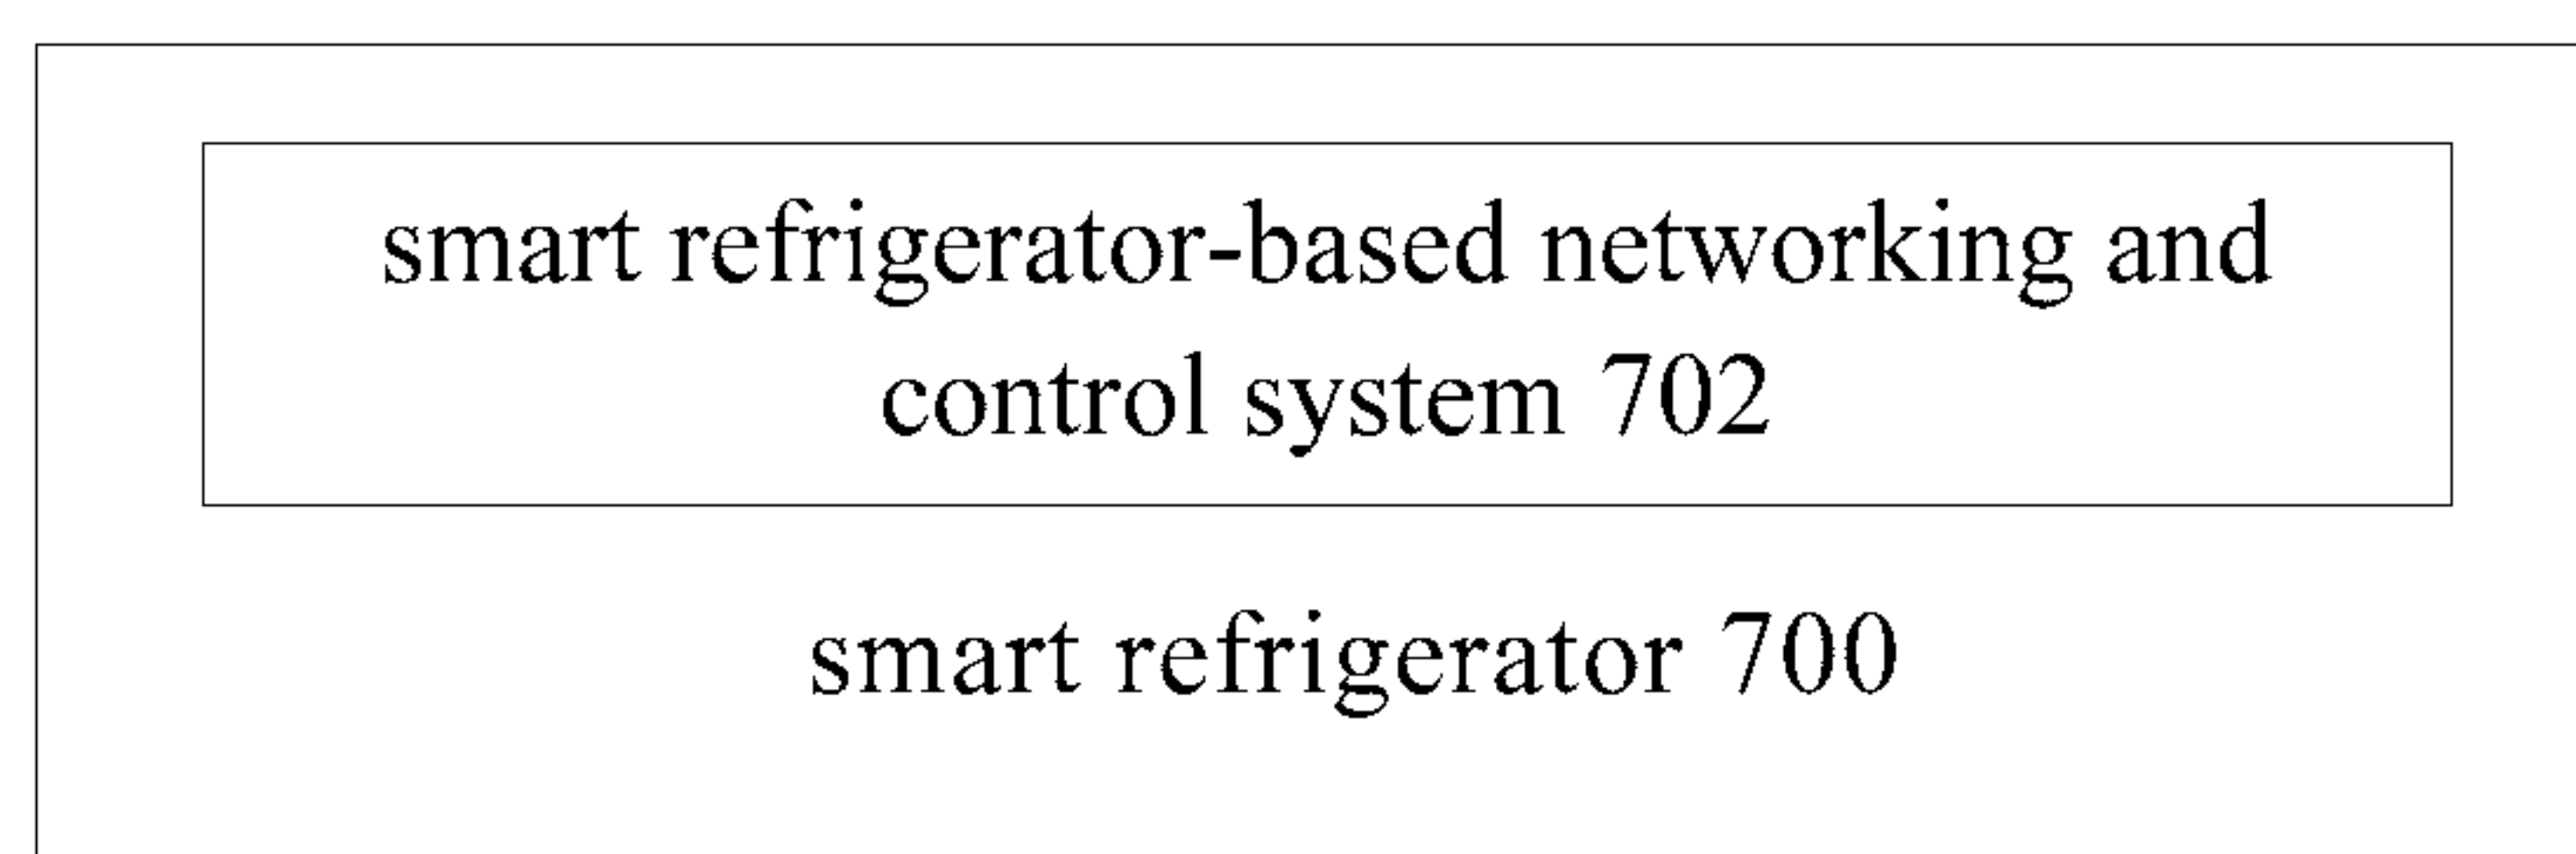 smart refrigerator-based networking and
control system 702
smart refrigerator 700